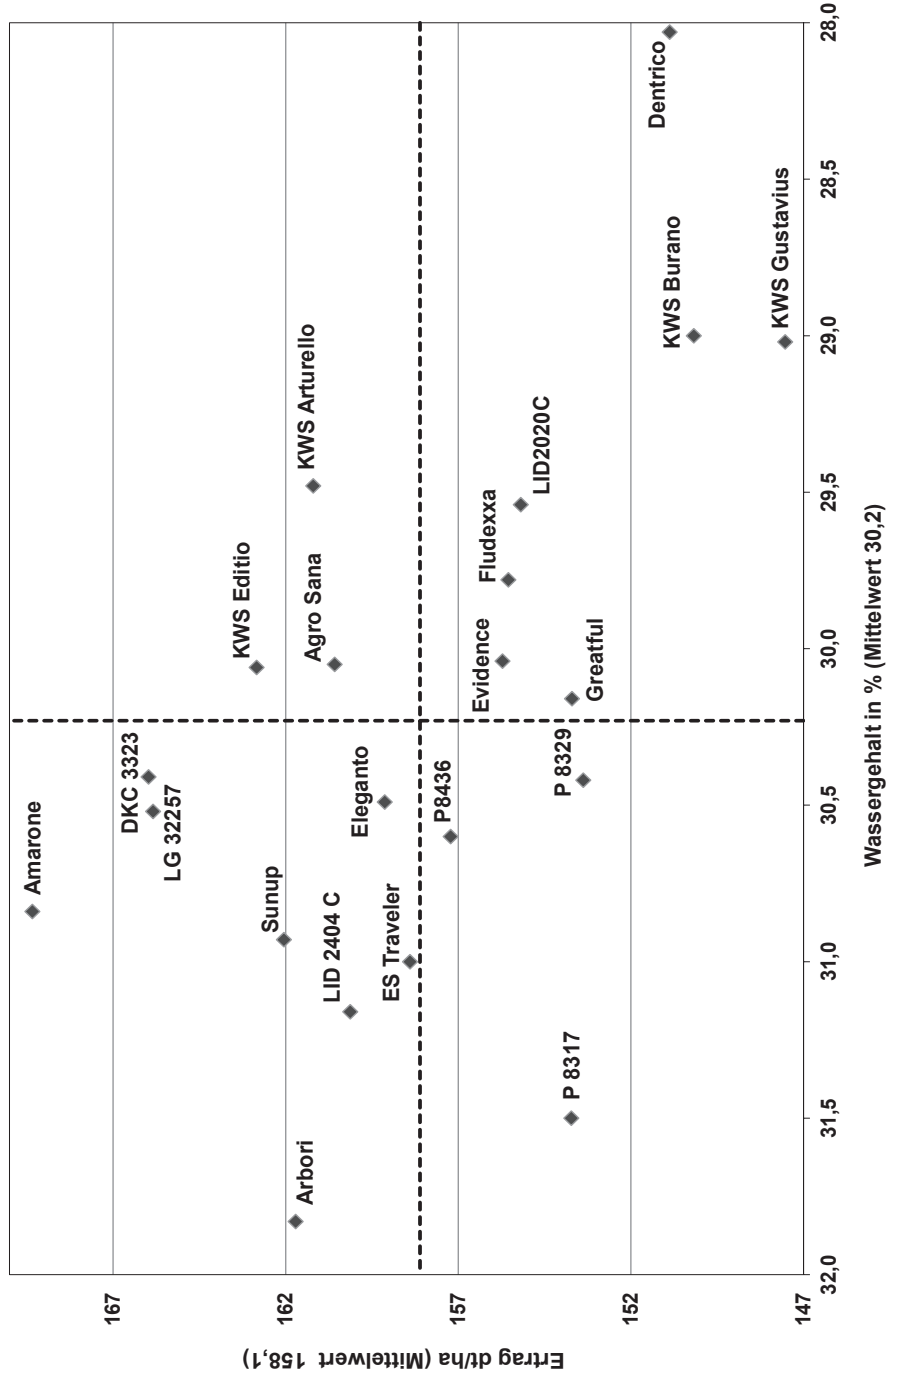 Ertrag dt/ha (Mittelwert 158,1)
167
162
157
152
147
Amarone
DKC 3323
LG 32257
KWS Editio
Sunup
KWS Arturello
Arbori
Agro Sana
LID 2404 C
Eleganto
ES Traveler
P8436
Evidence
Fludexxa
LID2020C
P 8317
Greatful
P 8329
Dentrico
KWS Burano
KWS Gustavius
32,0
31,5
31,0
30,5
30,0
29,5
29,0
28,5
28,0
Wassergehalt in % (Mittelwert 30,2)